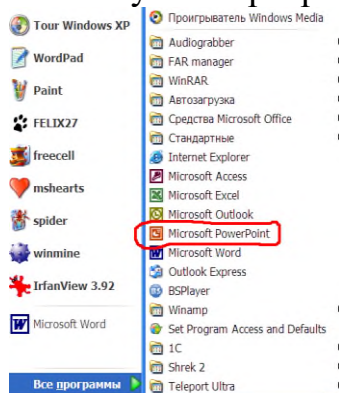 Tour Windows XP
WordPad
Paint
FELIX27
freecell
mshearts
spider
winmine
IrfanView 3.92
Microsoft Word
Все программы
Проигрыватель Windows Media
Audiograbber
FAR manager
WinRAR
Автозагрузка
Средства Microsoft Office
Стандартные
Internet Explorer
Microsoft Access
Microsoft Excel
Microsoft Outlook
Microsoft PowerPoint
Microsoft Word
Outlook Express
BSPlayer
Winamp
Set Program Access and Defaults
1C
Shrek 2
Teleport Ultra